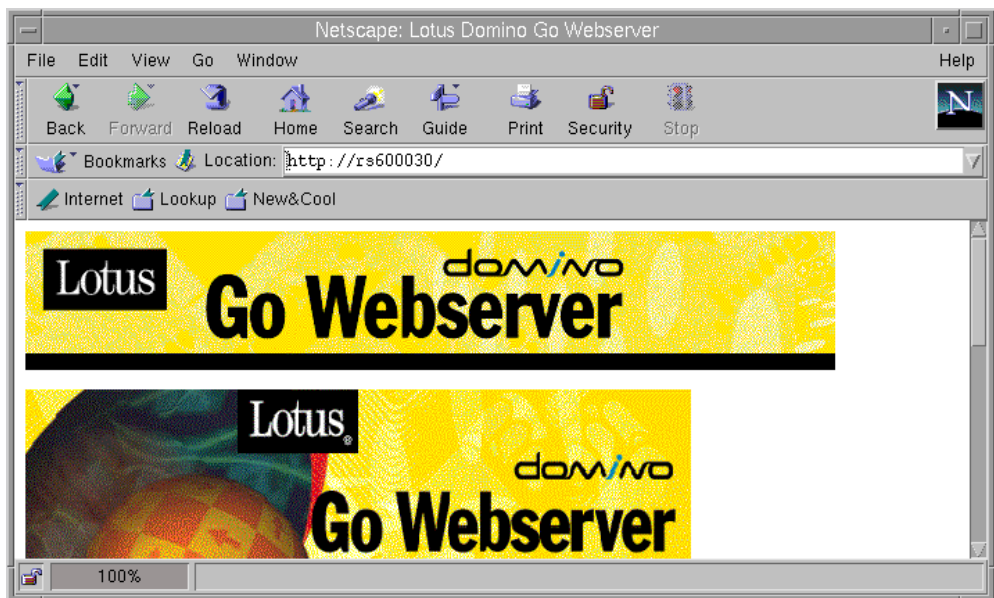 Netscape: Lotus Domino Go Webserver
File Edit View Go Window Help
Back Forward Reload Home Search Guide Print Security Stop
N
Bookmarks Location: http://rs600030/
Internet Lookup New&Cool
Lotus
domino
Go Webserver
Lotus®
domino
Go Webserver
100%